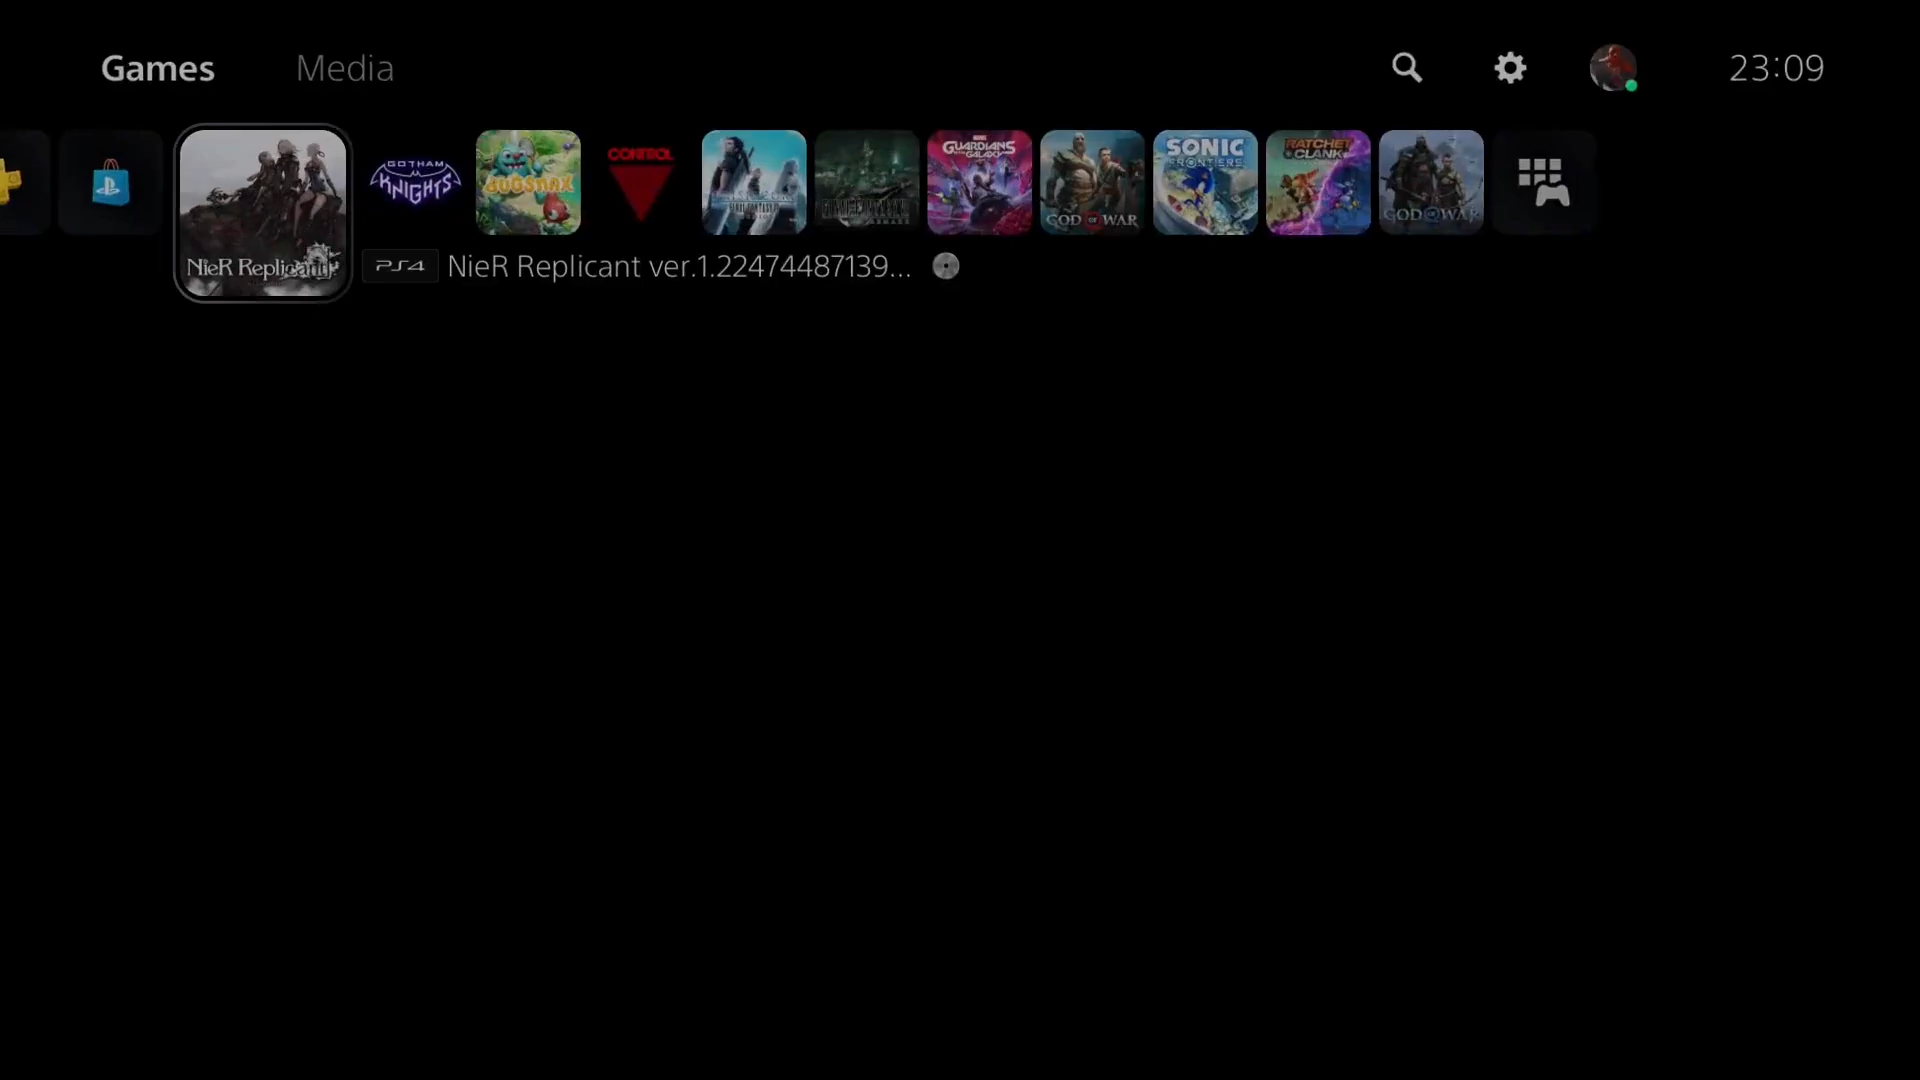 Games Media 23:09
NieR Replicant
GOTHAM KNIGHTS
BUGSNAX
CONTROL
MARVEL
GUARDIANS
GALAXY
GOD OF WAR
SONIC
FRONTIERS
RATCHET
CLANK
GOD OF WAR
PS4 NieR Replicant ver.1.22474487139...